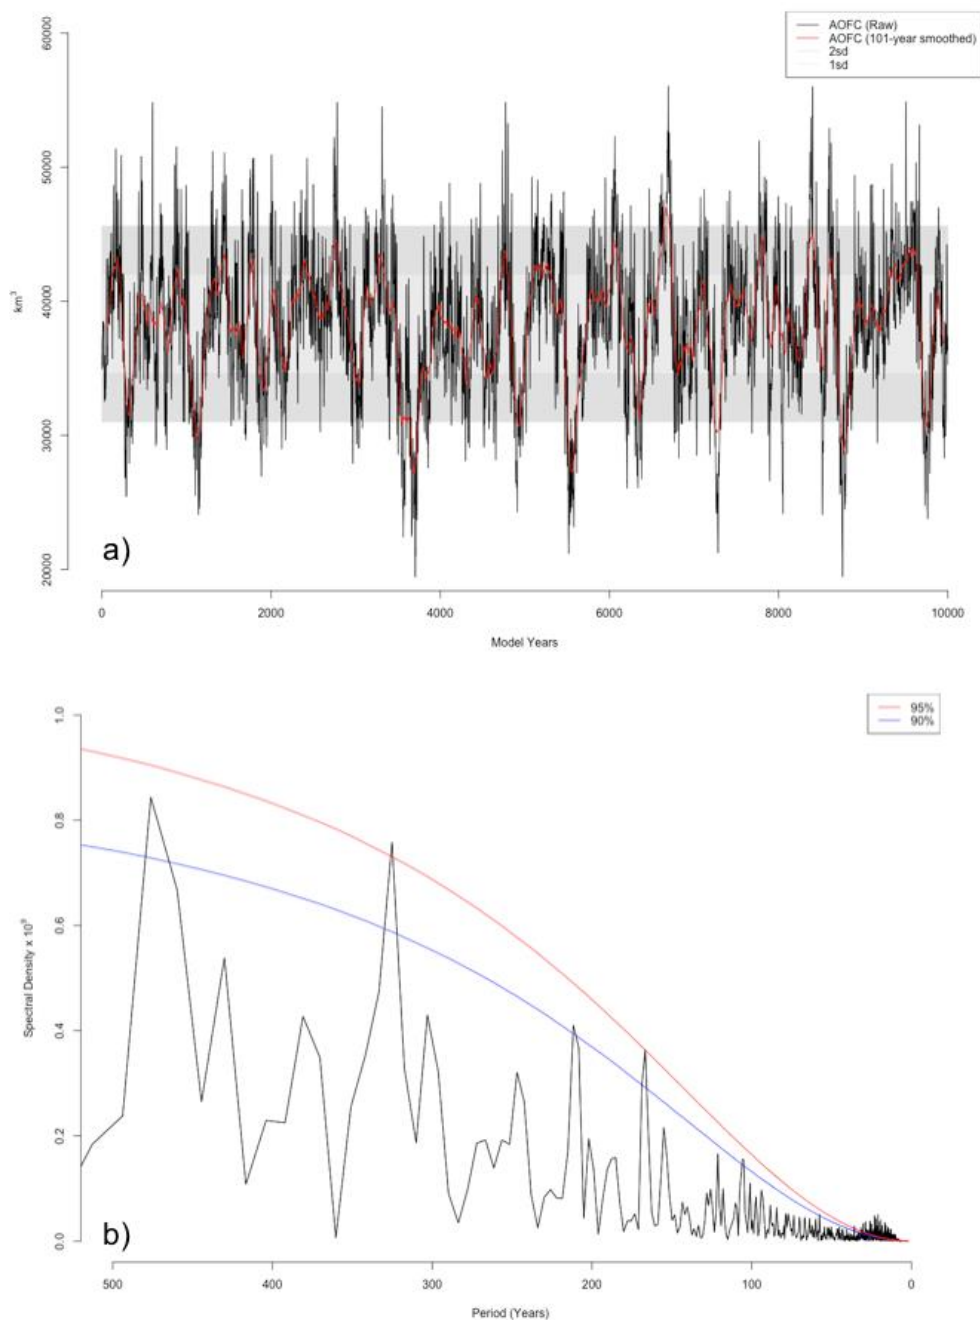 AOFC (Raw)
AOFC (101-year smoothed)
2sd
1sd
60000
50000
40000
30000
20000
km³
a)
0 2000 4000 6000 8000 10000
Model Years
95%
90%
1.0
0.8
0.6
0.4
0.2
0.0
Spectral Density x 10⁹
b)
500 400 300 200 100 0
Period (Years)